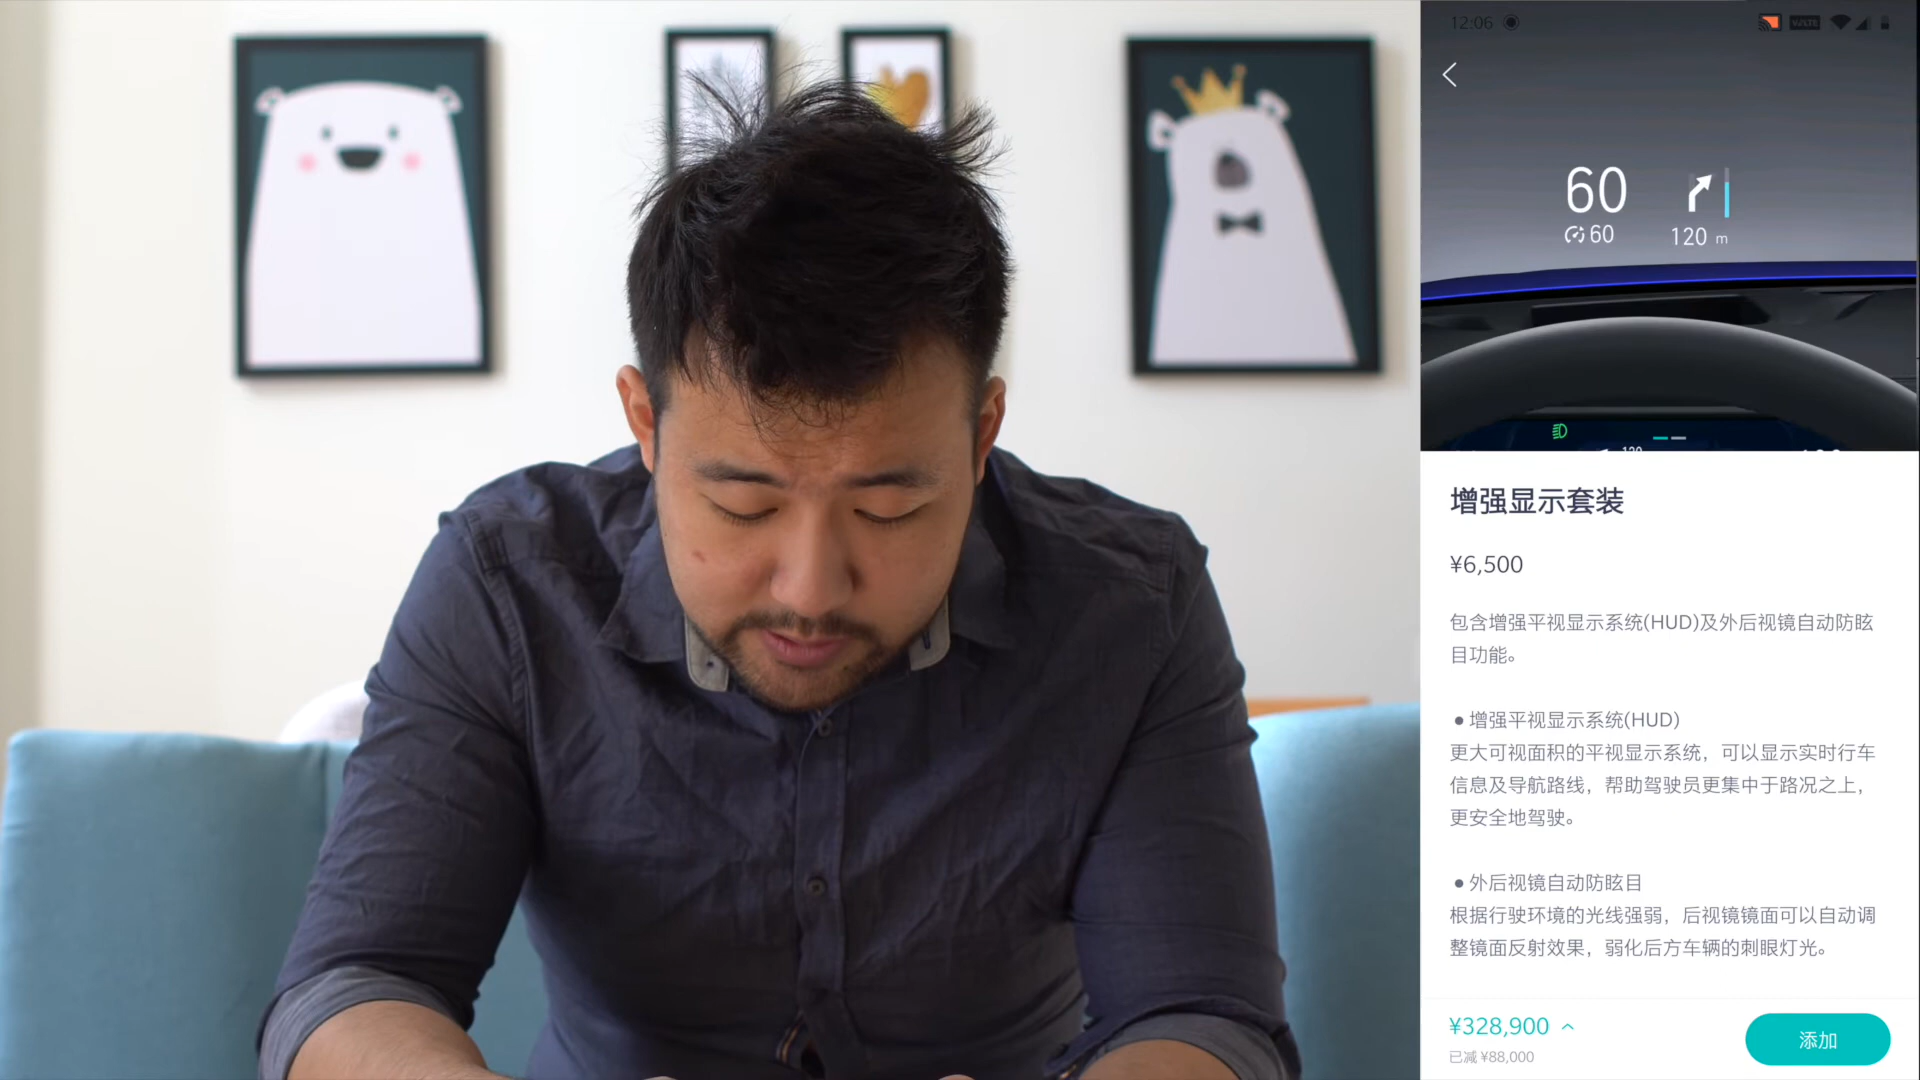 12:06
VoLTE
60
60
120 m
120
增强显示套装
¥6,500
包含增强平视显示系统(HUD)及外后视镜自动防眩
目功能。
●增强平视显示系统(HUD)
更大可视面积的平视显示系统，可以显示实时行车
信息及导航路线，帮助驾驶员更集中于路况之上，
更安全地驾驶。
●外后视镜自动防眩目
根据行驶环境的光线强弱，后视镜镜面可以自动调
整镜面反射效果，弱化后方车辆的刺眼灯光。
¥328,900
已减 ¥88,000
添加